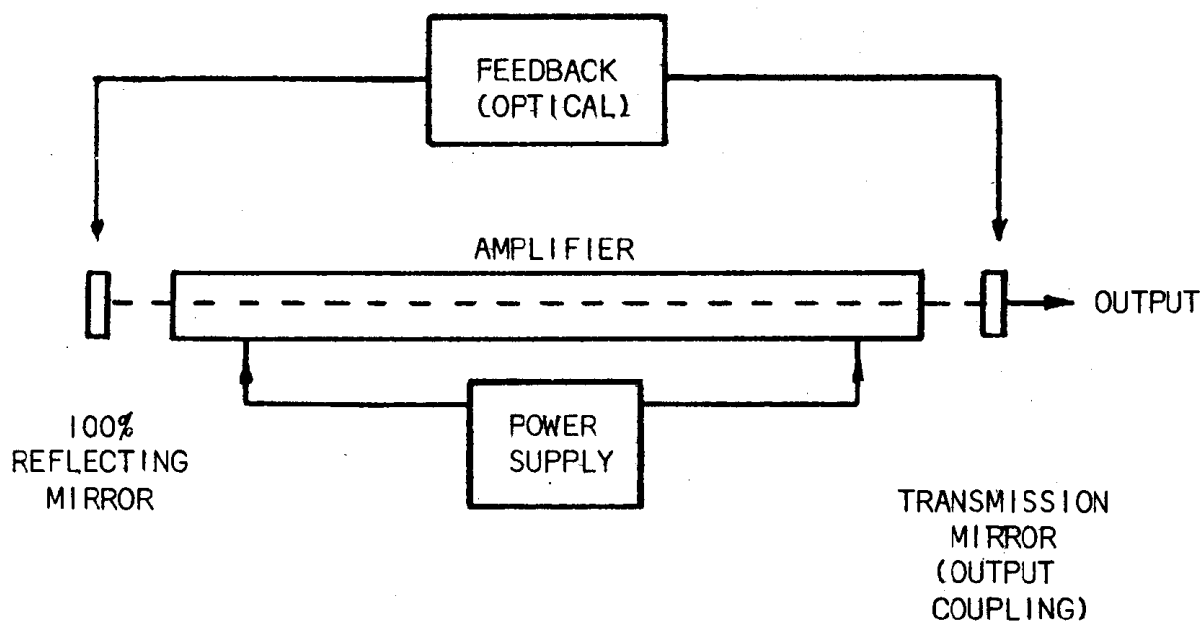 FEEDBACK
(OPTICAL)
AMPLIFIER
OUTPUT
100%
REFLECTING
MIRROR
POWER
SUPPLY
TRANSMISSION
MIRROR
(OUTPUT
COUPLING)